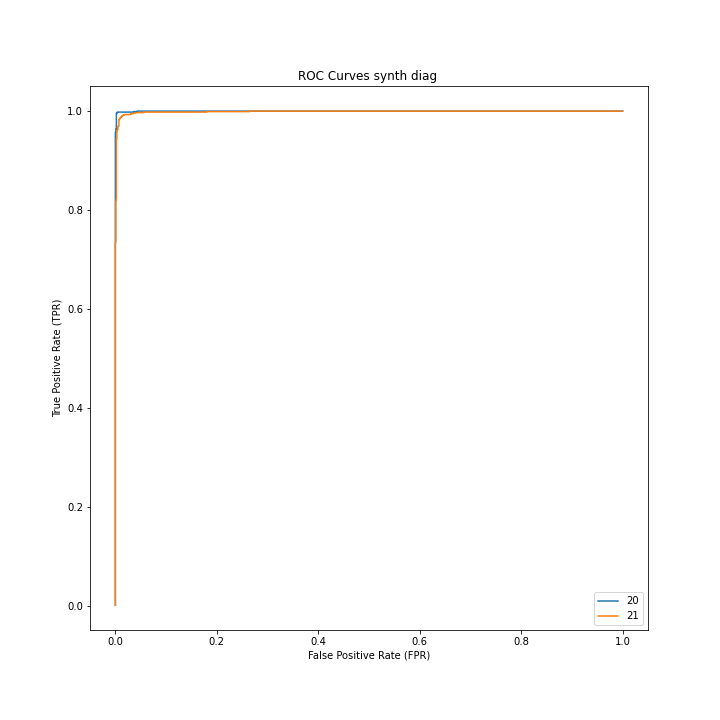 ROC Curves synth diag
True Positive Rate (TPR)
1.0
0.8
0.6
0.4
0.2
0.0
0.0 0.2 0.4 0.6 0.8 1.0
False Positive Rate (FPR)
20
21